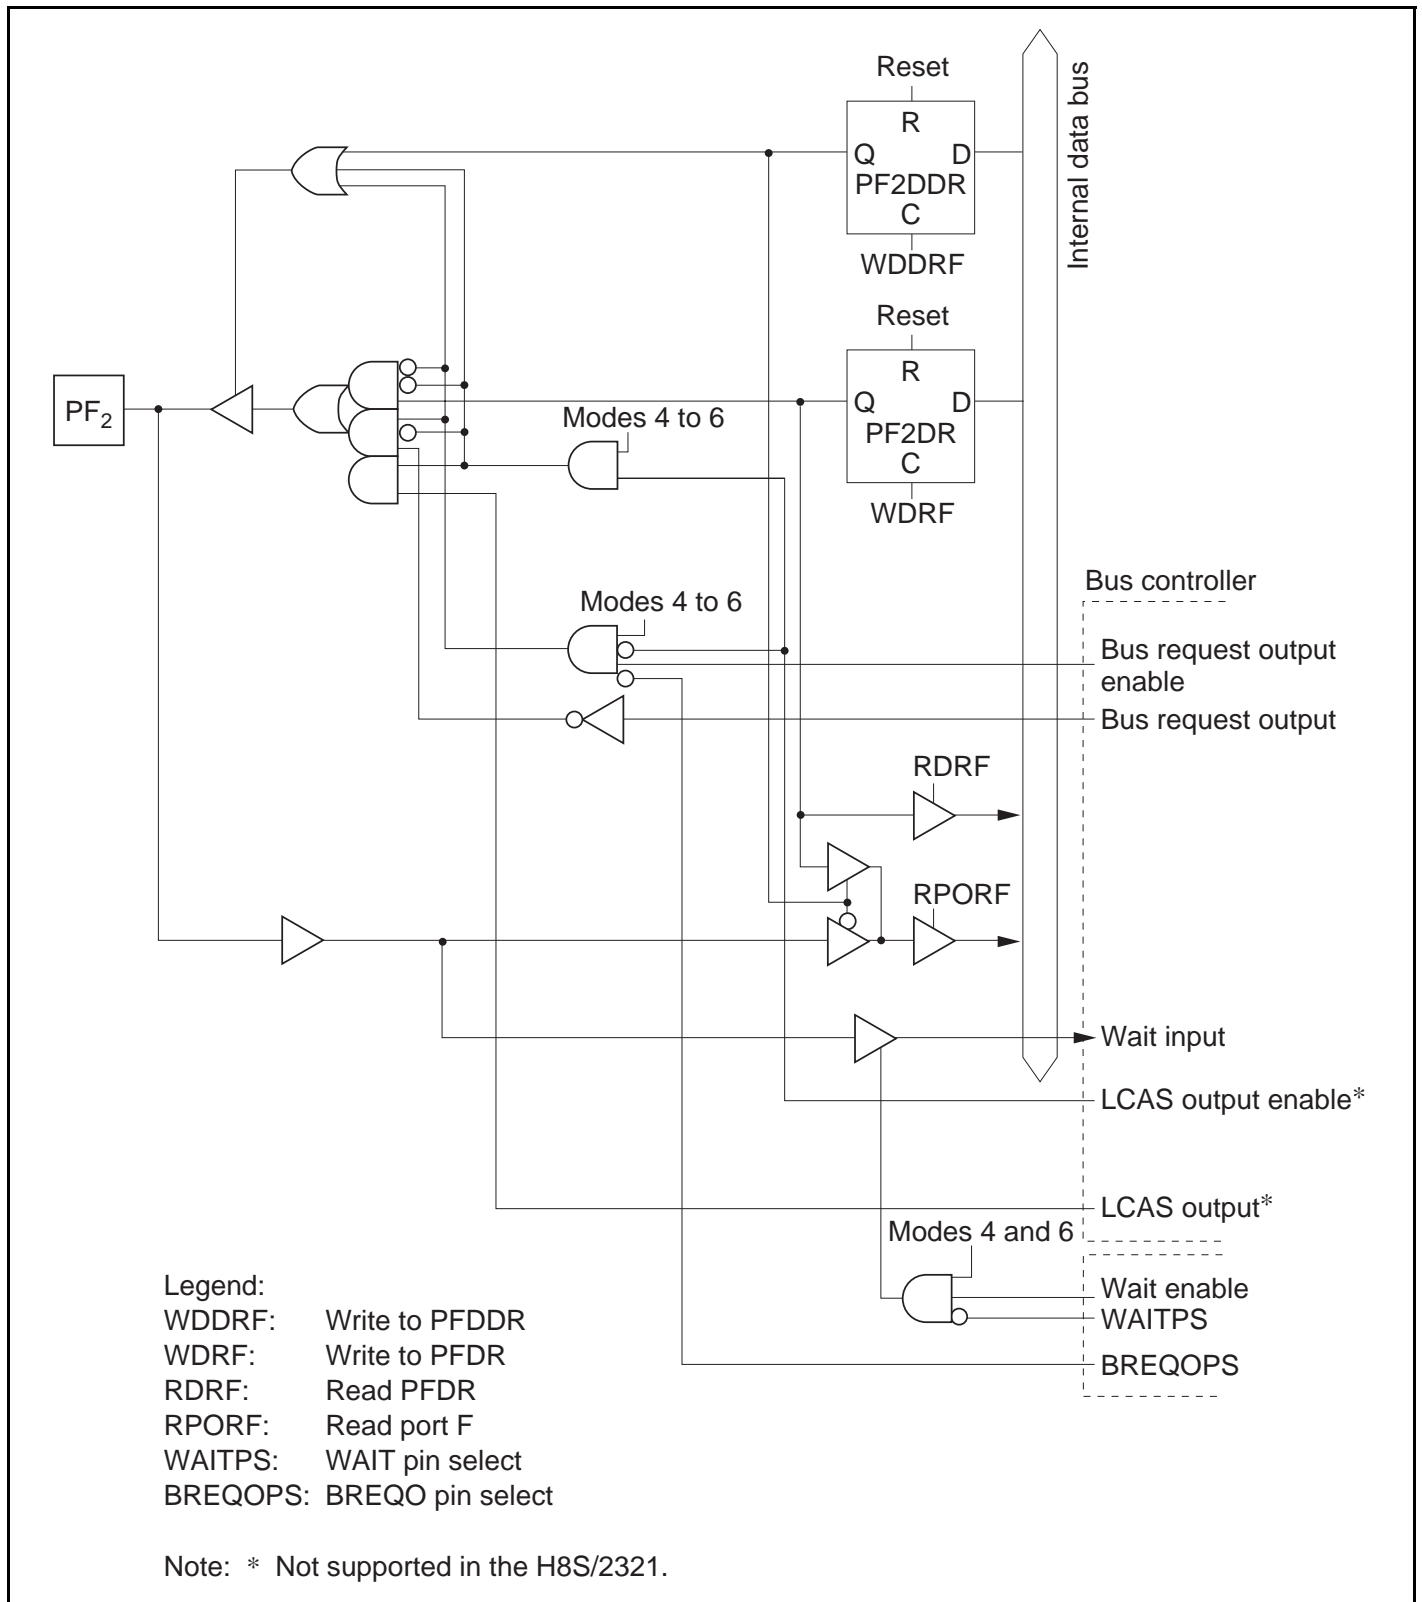 Reset
R
Q D
PF2DDR
C
WDDRF
Internal data bus
Reset
R
Q D
PF2DR
C
WDRF
PF2
Modes 4 to 6
Bus controller
Modes 4 to 6
Bus request output
enable
Bus request output
RDRF
RPORF
Wait input
LCAS output enable*
LCAS output*
Modes 4 and 6
Wait enable
WAITPS
BREQOPS
Legend:
WDDRF: Write to PFDDR
WDRF: Write to PFDR
RDRF: Read PFDR
RPORF: Read port F
WAITPS: WAIT pin select
BREQOPS: BREQO pin select
Note: * Not supported in the H8S/2321.